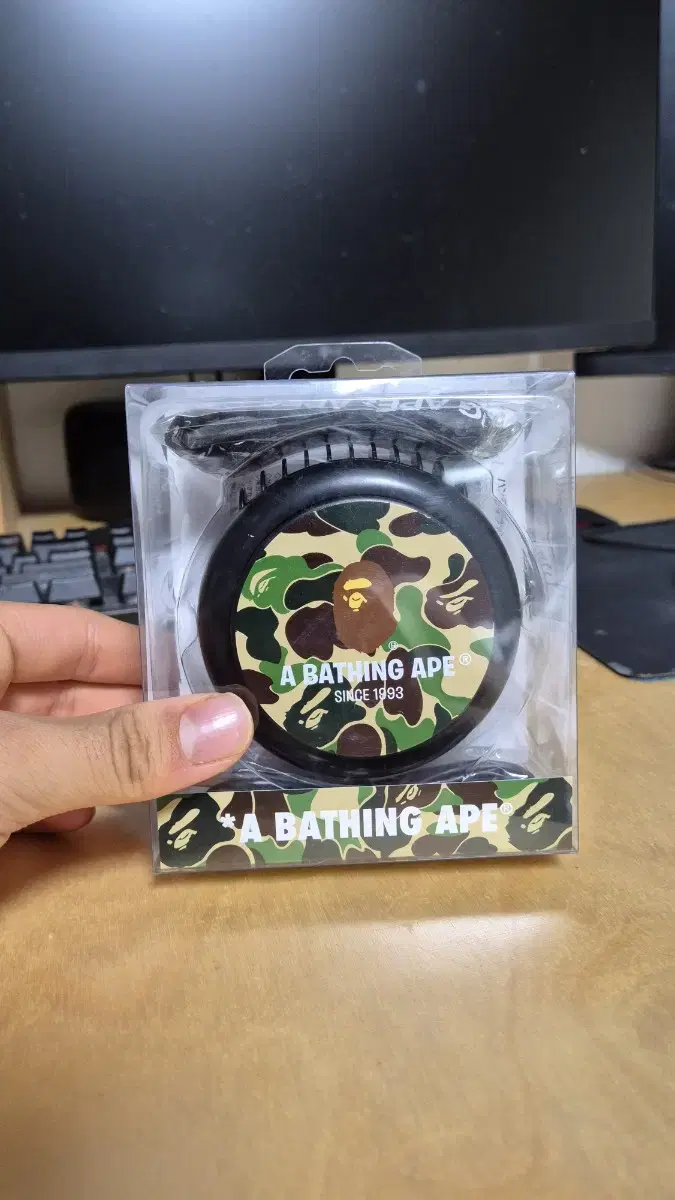 A BATHING APE®
SINCE 1993
*A BATHING APE®